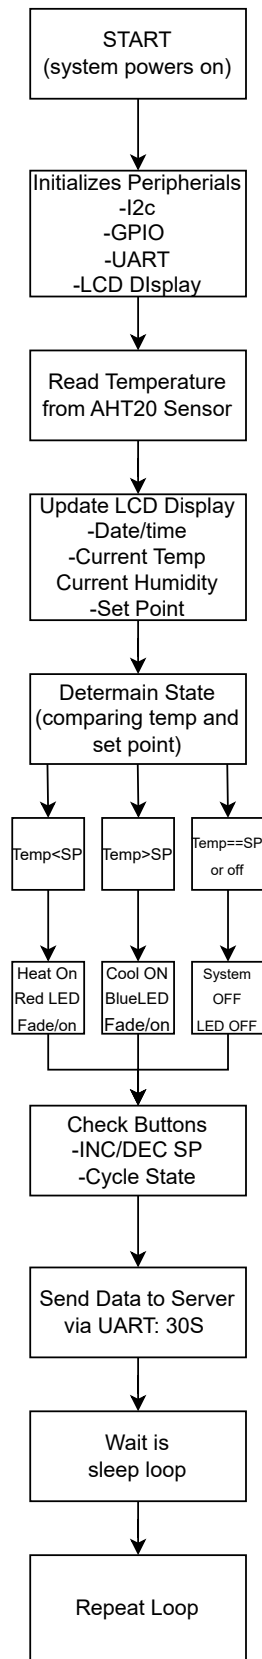 START
(system powers on)
Initializes Peripherials
-I2c
-GPIO
-UART
-LCD DIsplay
Read Temperature
from AHT20 Sensor
Update LCD Display
-Date/time
-Current Temp
Current Humidity
-Set Point
Determain State
(comparing temp and
set point)
Temp<SP
Temp>SP
Temp==SP
or off
Heat On
Red LED
Fade/on
Cool ON
BlueLED
Fade/on
System
OFF
LED OFF
Check Buttons
-INC/DEC SP
-Cycle State
Send Data to Server
via UART: 30S
Wait is
sleep loop
Repeat Loop